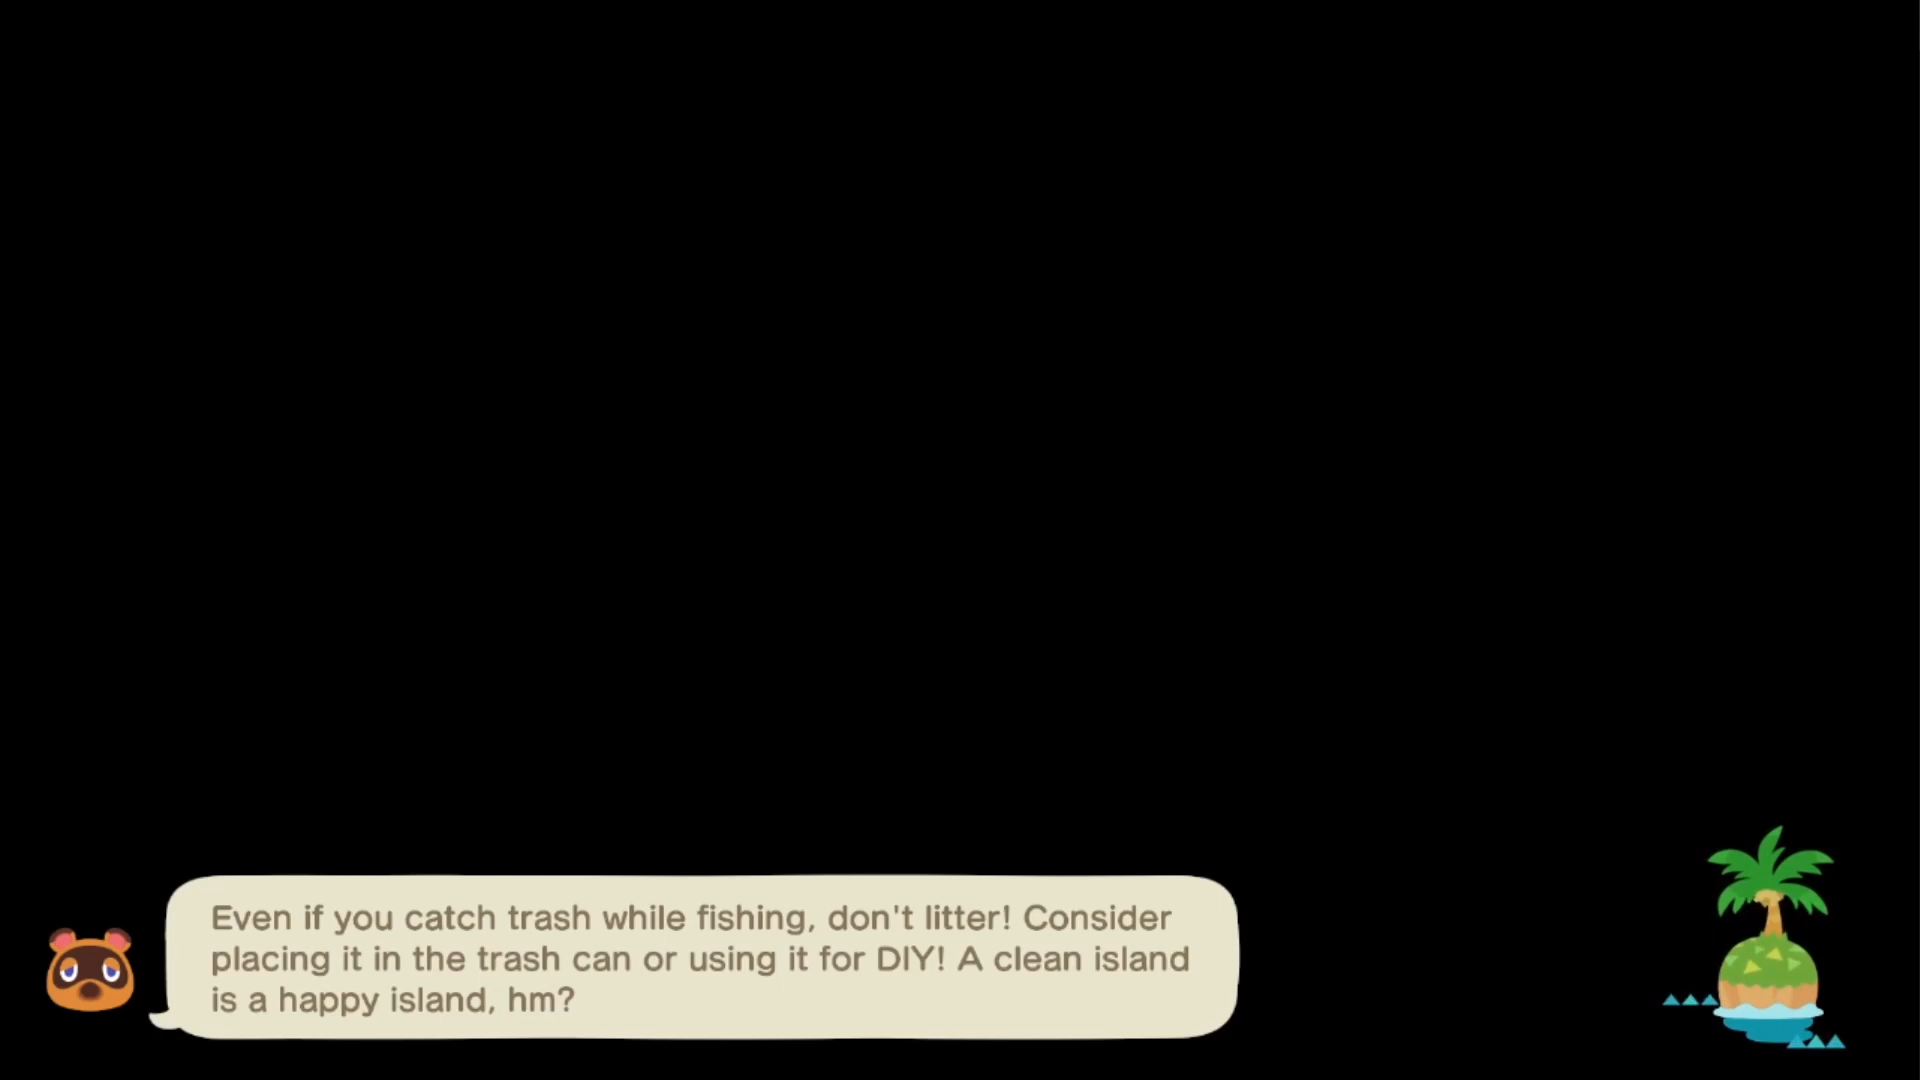 Even if you catch trash while fishing, don't litter! Consider
placing it in the trash can or using it for DIY! A clean island
is a happy island, hm?